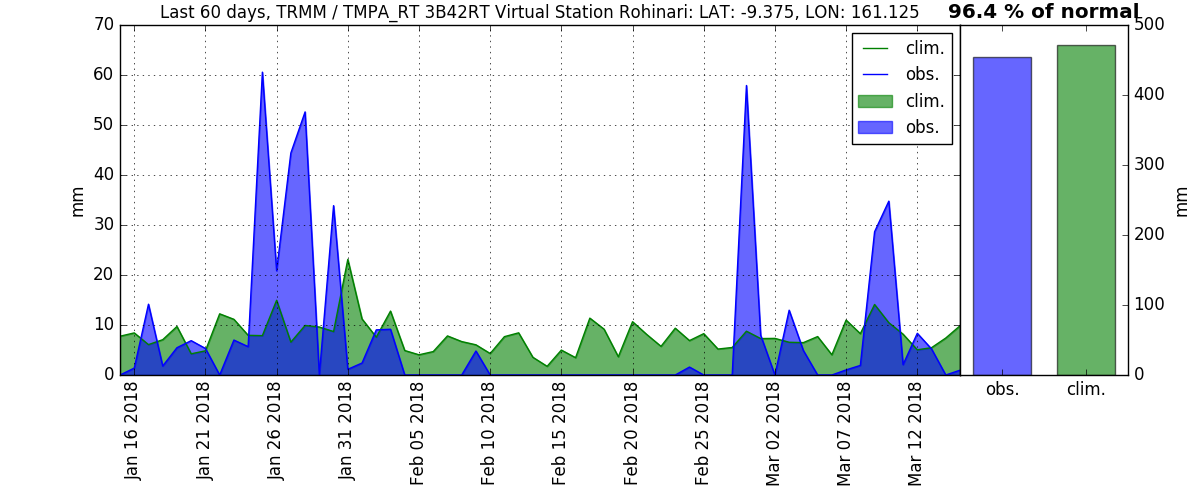 Last 60 days, TRMM / TMPA_RT 3B42RT Virtual Station Rohinari: LAT: -9.375, LON: 161.125
96.4 % of normal
70
60
50
40
30
20
10
0
mm
clim.
obs.
clim.
obs.
500
400
300
200
100
0
mm
obs.
clim.
Jan 16 2018
Jan 21 2018
Jan 26 2018
Jan 31 2018
Feb 05 2018
Feb 10 2018
Feb 15 2018
Feb 20 2018
Feb 25 2018
Mar 02 2018
Mar 07 2018
Mar 12 2018